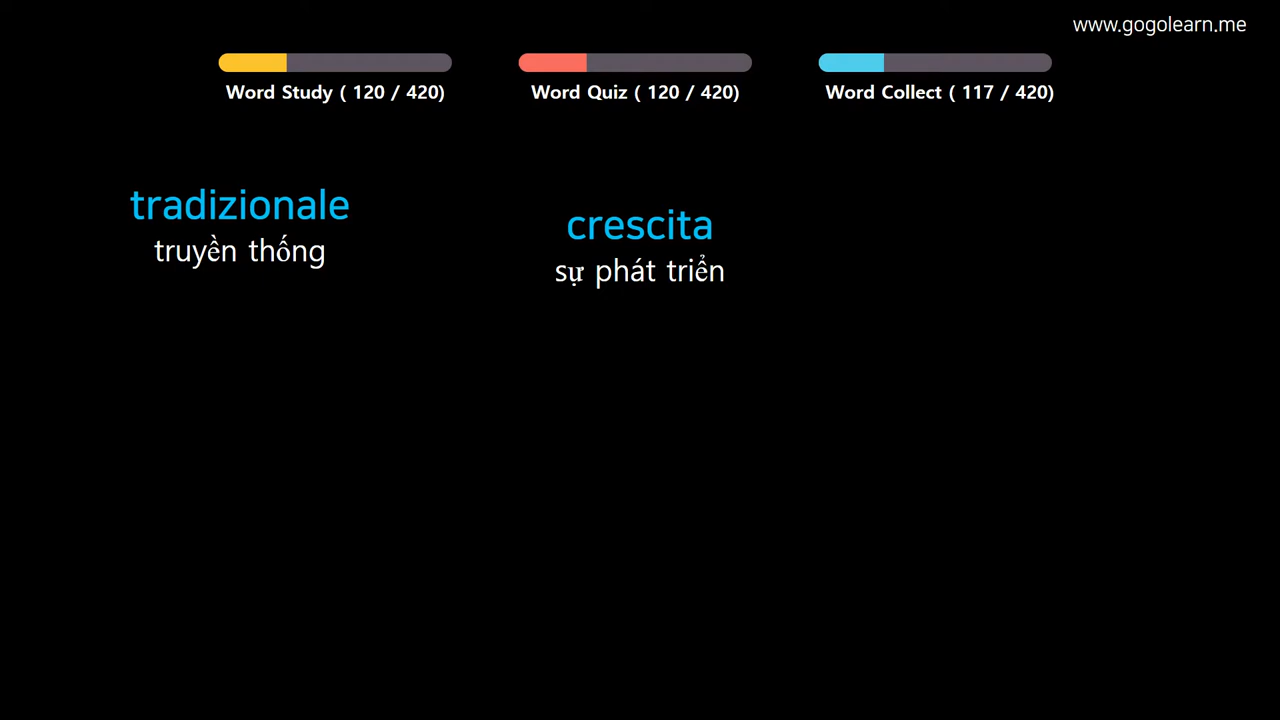 www.gogolearn.me
Word Study ( 120 / 420)
Word Quiz ( 120 / 420)
Word Collect ( 117 / 420)
tradizionale
truyền thống
crescita
sự phát triển